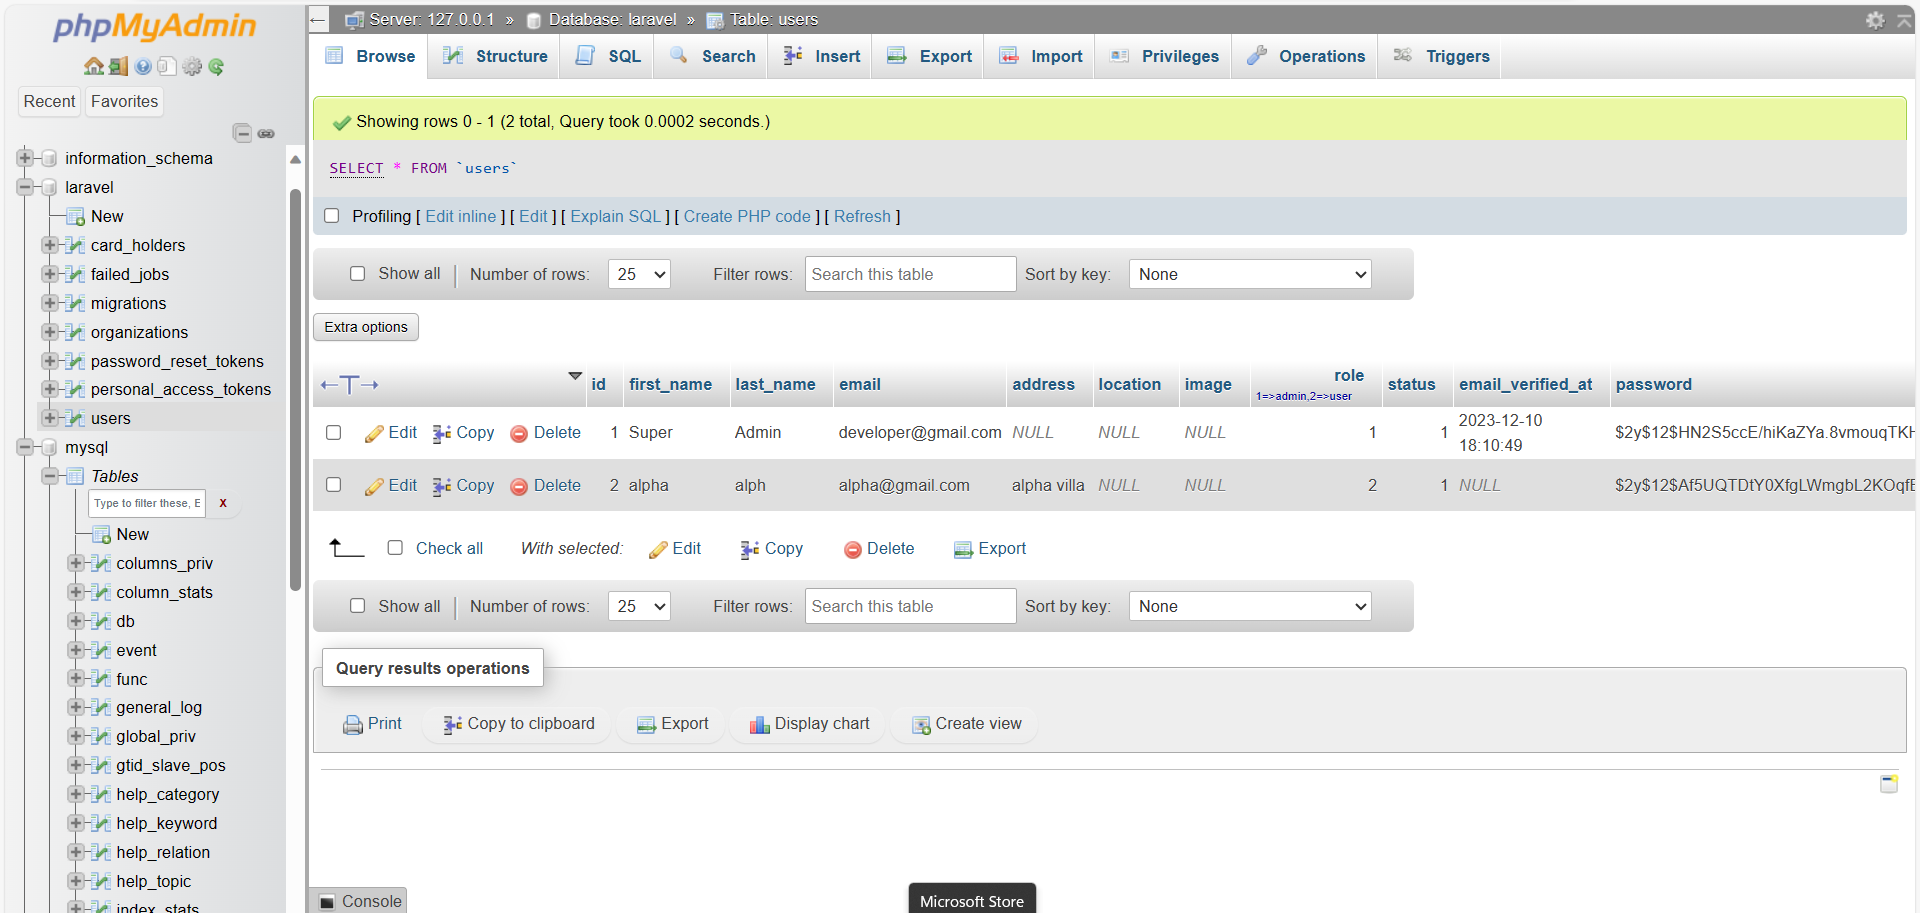 phpMyAdmin
Recent
Favorites
information_schema
laravel
New
card_holders
failed_jobs
migrations
organizations
password_reset_tokens
personal_access_tokens
users
mysql
Tables
Type to filter these, E
x
New
columns_priv
column_stats
db
event
func
general_log
global_priv
gtid_slave_pos
help_category
help_keyword
help_relation
help_topic
index_stats
Server: 127.0.0.1 » Database: laravel » Table: users
Browse Structure SQL Search Insert Export Import Privileges Operations Triggers
Showing rows 0 - 1 (2 total, Query took 0.0002 seconds.)
SELECT * FROM `users`
Profiling [ Edit inline ] [ Edit ] [ Explain SQL ] [ Create PHP code ] [ Refresh ]
Show all Number of rows: 25 Filter rows: Search this table Sort by key: None
Extra options
id first_name last_name email address location image role status email_verified_at password
1=>admin,2=>user
Edit Copy Delete 1 Super Admin developer@gmail.com NULL NULL NULL 1 1 2023-12-10 18:10:49 $2y$12$HN2S5ccE/hiKaZYa.8vmouqTKH
Edit Copy Delete 2 alpha alph alpha@gmail.com alpha villa NULL NULL 2 1 NULL $2y$12$Af5UQTDtY0XfgLWmgbL2KOqfE
Check all With selected: Edit Copy Delete Export
Show all Number of rows: 25 Filter rows: Search this table Sort by key: None
Query results operations
Print Copy to clipboard Export Display chart Create view
Console
Microsoft Store